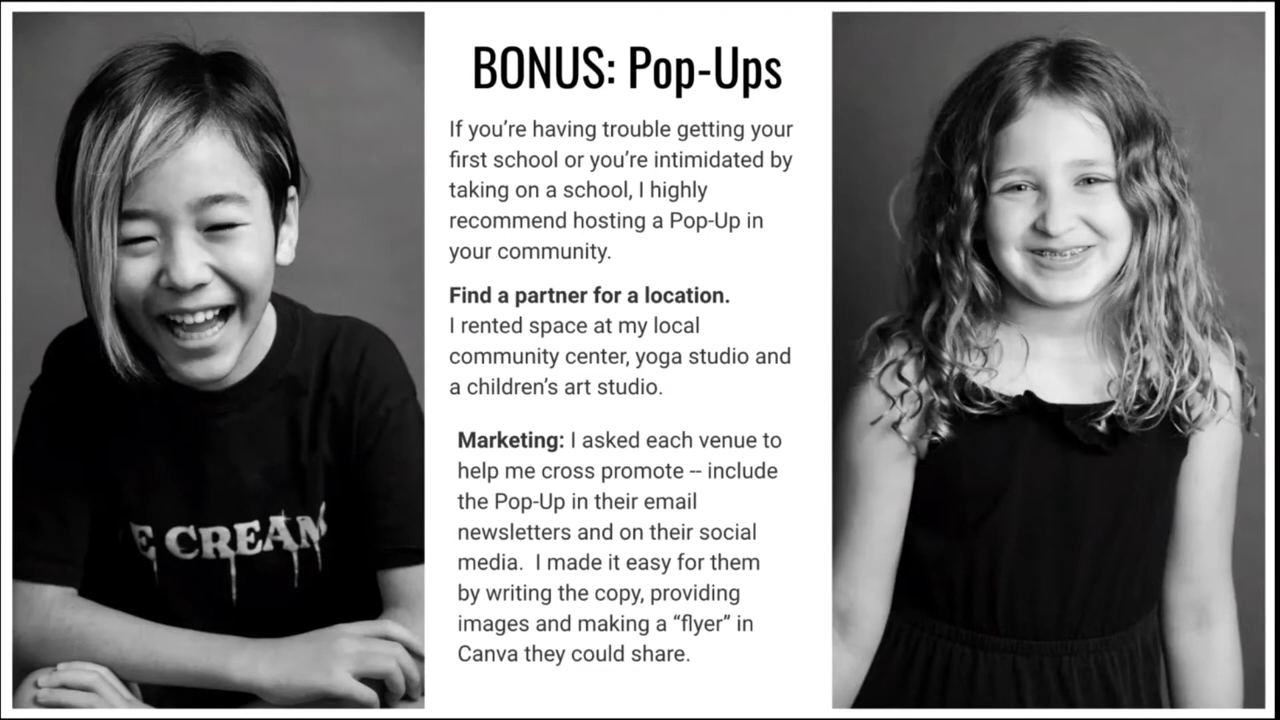 BONUS: Pop-Ups
If you’re having trouble getting your
first school or you’re intimidated by
taking on a school, I highly
recommend hosting a Pop-Up in
your community.
Find a partner for a location.
I rented space at my local
community center, yoga studio and
a children’s art studio.
Marketing: I asked each venue to
help me cross promote -- include
the Pop-Up in their email
newsletters and on their social
media.  I made it easy for them
by writing the copy, providing
images and making a “flyer” in
Canva they could share.
E CREAM